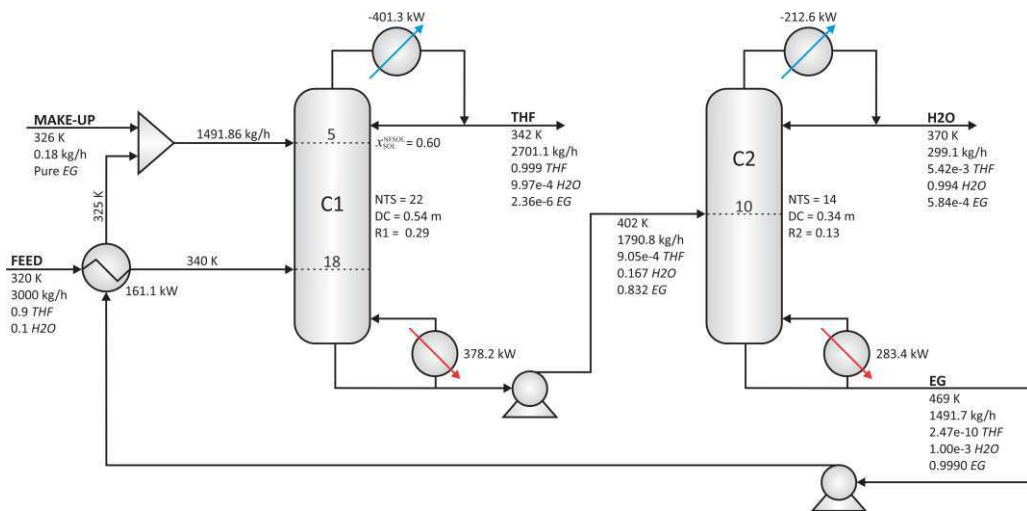 -401.3 kW
-212.6 kW
MAKE-UP
326 K
0.18 kg/h
Pure EG
1491.86 kg/h
325 K
FEED
320 K
3000 kg/h
0.9 THF
0.1 H2O
340 K
161.1 kW
5
C1
18
x_SOL^NFSOL = 0.60
NTS = 22
DC = 0.54 m
R1 = 0.29
THF
342 K
2701.1 kg/h
0.999 THF
9.97e-4 H2O
2.36e-6 EG
378.2 kW
402 K
1790.8 kg/h
9.05e-4 THF
0.167 H2O
0.832 EG
C2
10
NTS = 14
DC = 0.34 m
R2 = 0.13
H2O
370 K
299.1 kg/h
5.42e-3 THF
0.994 H2O
5.84e-4 EG
283.4 kW
EG
469 K
1491.7 kg/h
2.47e-10 THF
1.00e-3 H2O
0.9990 EG